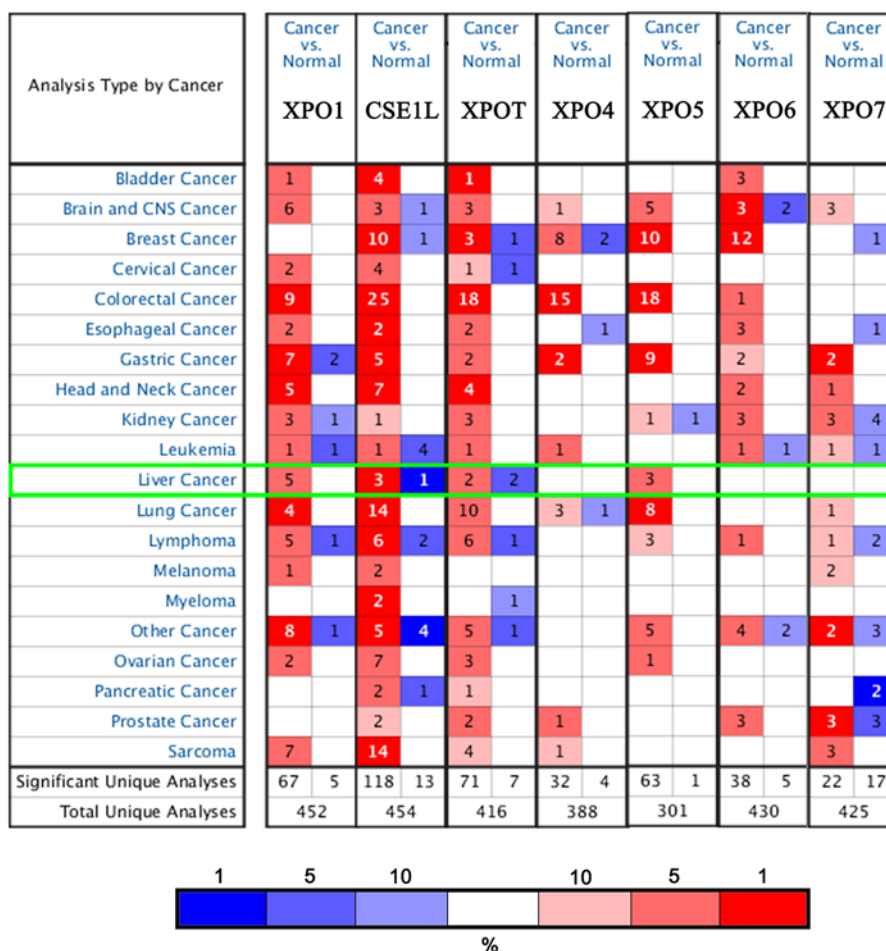 Cancer vs. Normal Cancer vs. Normal Cancer vs. Normal Cancer vs. Normal Cancer vs. Normal Cancer vs. Normal Cancer vs. Normal
Analysis Type by Cancer
XPO1 CSE1L XPOT XPO4 XPO5 XPO6 XPO7
Bladder Cancer 1 4 1 3
Brain and CNS Cancer 6 3 1 3 1 5 3 2 3
Breast Cancer 10 1 3 1 8 2 10 12 1
Cervical Cancer 2 4 1 1
Colorectal Cancer 9 25 18 15 18 1
Esophageal Cancer 2 2 2 1 3 1
Gastric Cancer 7 2 5 2 2 9 2 2
Head and Neck Cancer 5 7 4 2 1
Kidney Cancer 3 1 1 3 1 1 3 3 4
Leukemia 1 1 1 4 1 1 1 1 1 1
Liver Cancer 5 3 1 2 2 3
Lung Cancer 4 14 10 3 1 8 1
Lymphoma 5 1 6 2 6 1 3 1 1 2
Melanoma 1 2 2
Myeloma 2 1
Other Cancer 8 1 5 4 5 1 5 4 2 2 3
Ovarian Cancer 2 7 3 1
Pancreatic Cancer 2 1 1 2
Prostate Cancer 2 2 1 3 3 3
Sarcoma 7 14 4 1 3
Significant Unique Analyses 67 5 118 13 71 7 32 4 63 1 38 5 22 17
Total Unique Analyses 452 454 416 388 301 430 425
1 5 10 10 5 1
%